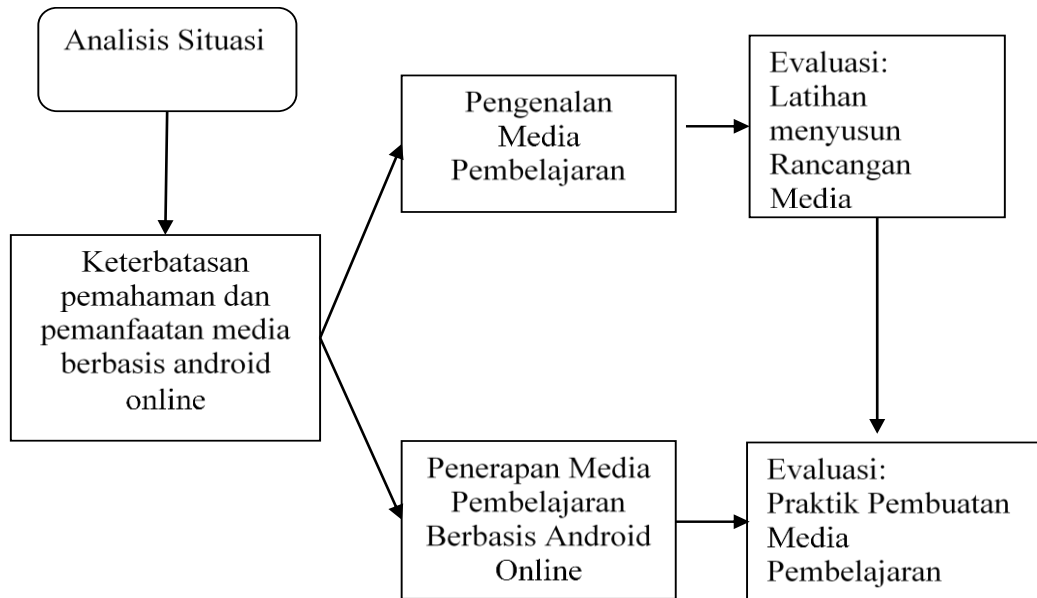 Analisis Situasi
Keterbatasan
pemahaman dan
pemanfaatan media
berbasis android
online
Pengenalan
Media
Pembelajaran
Evaluasi:
Latihan
menyusun
Rancangan
Media
Penerapan Media
Pembelajaran
Berbasis Android
Online
Evaluasi:
Praktik Pembuatan
Media
Pembelajaran